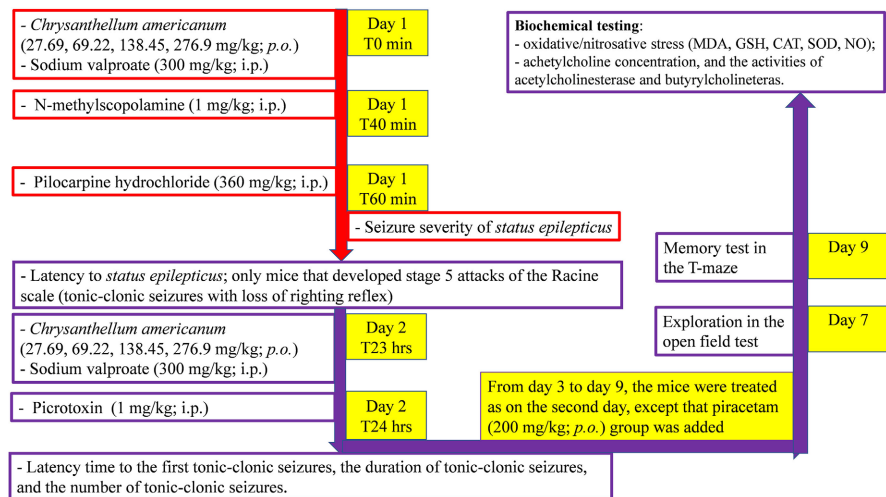 - Chrysanthellum americanum
(27.69, 69.22, 138.45, 276.9 mg/kg; p.o.)
- Sodium valproate (300 mg/kg; i.p.)
Day 1
T0 min
- N-methylscopolamine (1 mg/kg; i.p.)
Day 1
T40 min
- Pilocarpine hydrochloride (360 mg/kg; i.p.)
Day 1
T60 min
- Seizure severity of status epilepticus
- Latency to status epilepticus; only mice that developed stage 5 attacks of the Racine
scale (tonic-clonic seizures with loss of righting reflex)
- Chrysanthellum americanum
(27.69, 69.22, 138.45, 276.9 mg/kg; p.o.)
- Sodium valproate (300 mg/kg; i.p.)
Day 2
T23 hrs
- Picrotoxin (1 mg/kg; i.p.)
Day 2
T24 hrs
- Latency time to the first tonic-clonic seizures, the duration of tonic-clonic seizures,
and the number of tonic-clonic seizures.
From day 3 to day 9, the mice were treated
as on the second day, except that piracetam
(200 mg/kg; p.o.) group was added
Exploration in the
open field test
Day 7
Memory test in
the T-maze
Day 9
Biochemical testing:
- oxidative/nitrosative stress (MDA, GSH, CAT, SOD, NO);
- achetylcholine concentration, and the activities of
acetylcholinesterase and butyrylcholineteras.